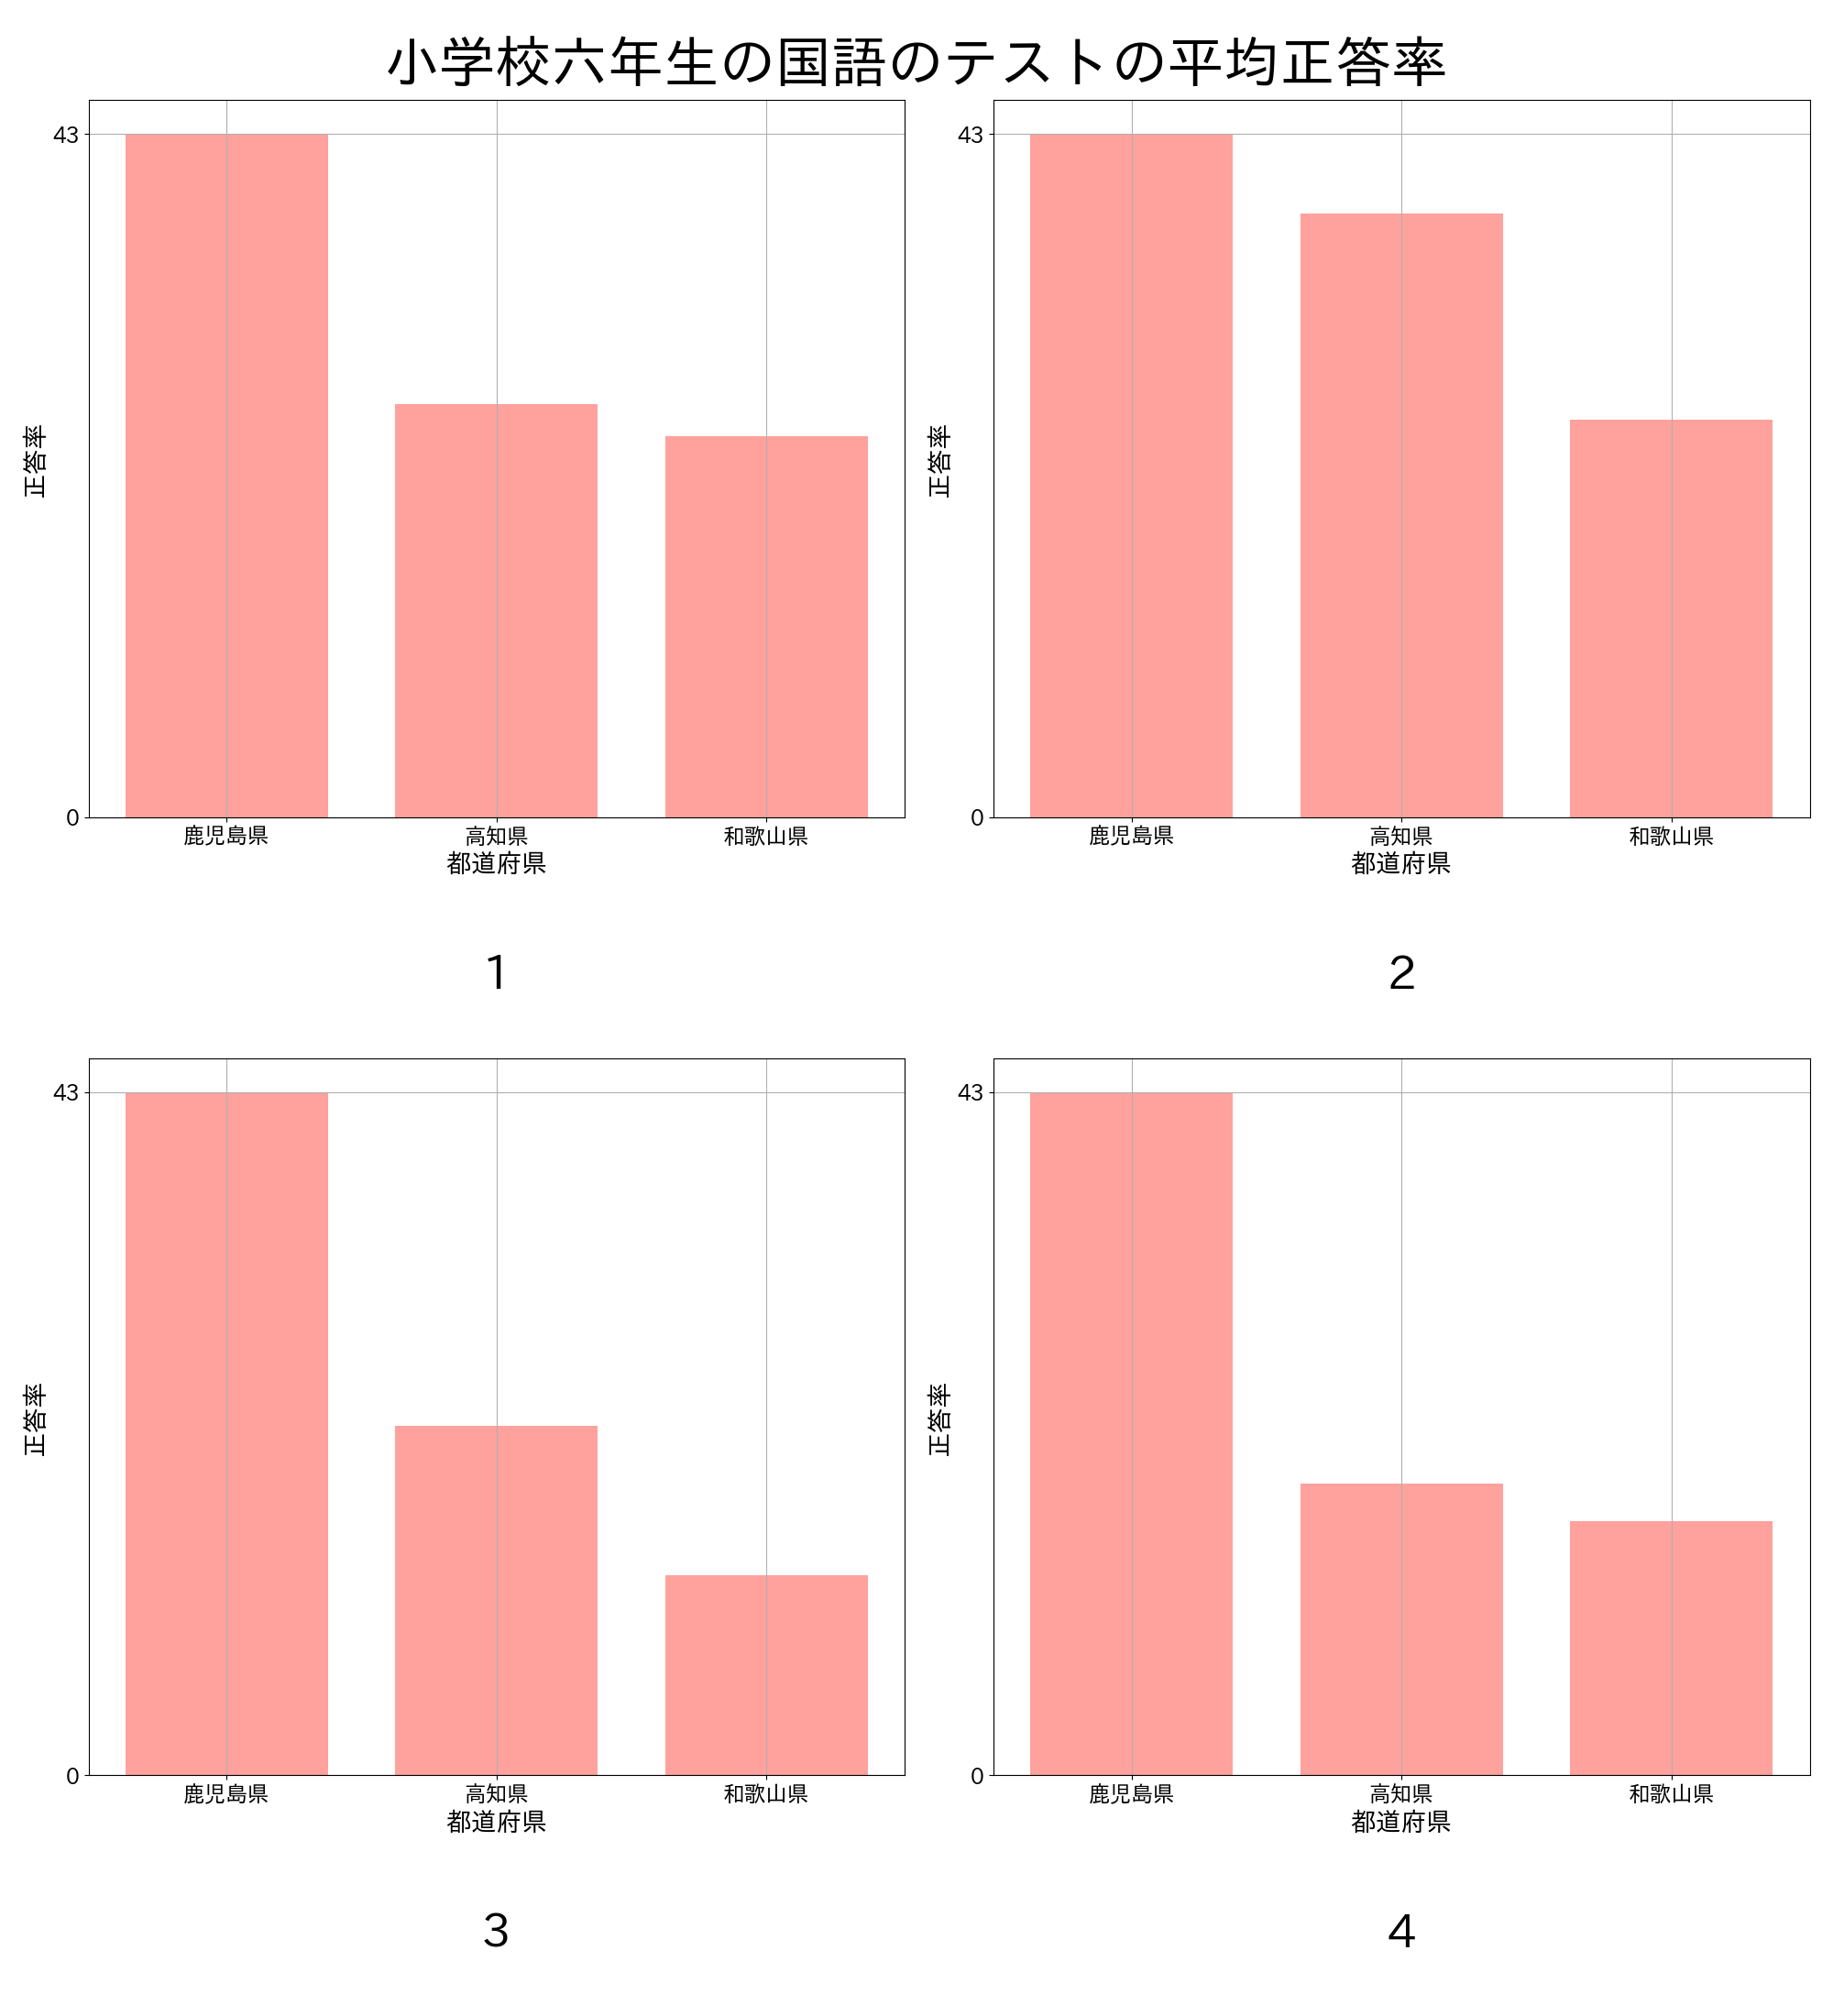 小学校六年生の国語のテストの平均正答率
43
0
正答率
鹿児島県 高知県 和歌山県
都道府県
1
43
0
正答率
鹿児島県 高知県 和歌山県
都道府県
2
43
0
正答率
鹿児島県 高知県 和歌山県
都道府県
3
43
0
正答率
鹿児島県 高知県 和歌山県
都道府県
4